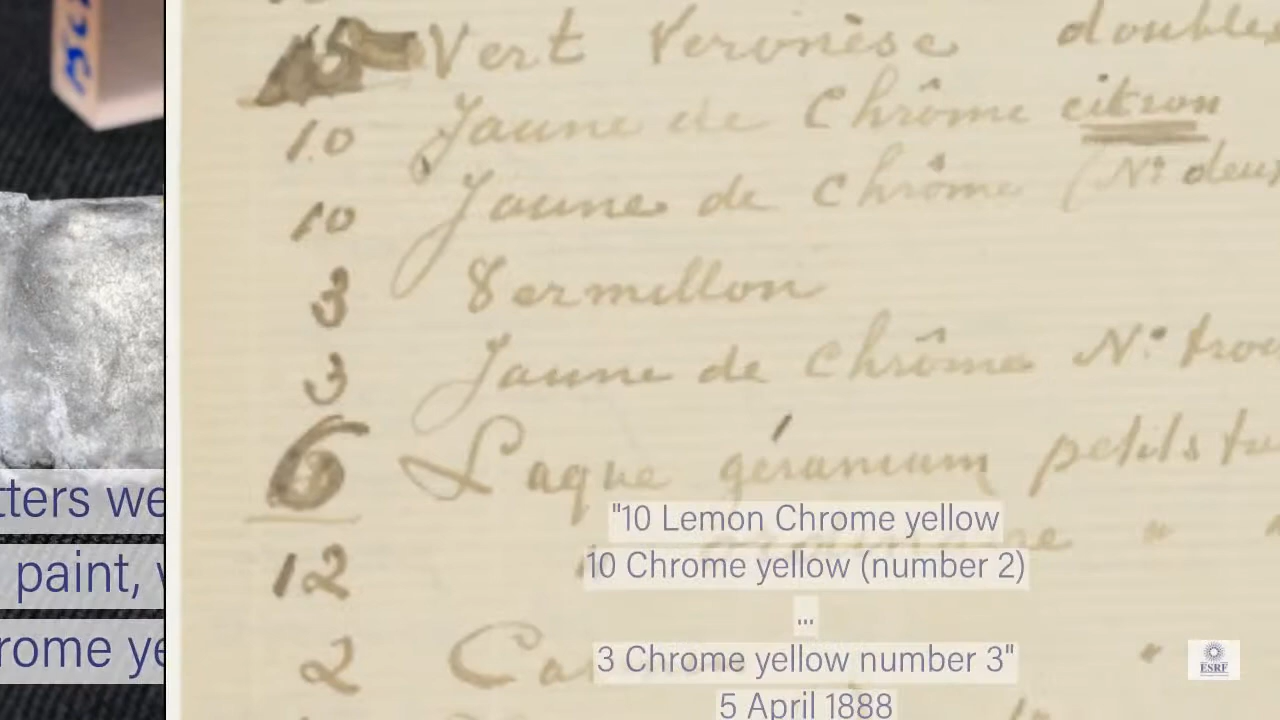 15 Vert Veronèse doubles
10 Jaune de Chrôme citron
10 Jaune de Chrôme (No deux
3 Vermillon
3 Jaune de Chrôme No trois
6 Laque géranium petits tu
12
2
"10 Lemon Chrome yellow
10 Chrome yellow (number 2)
...
3 Chrome yellow number 3"
5 April 1888
ESRF
tters we
paint,
rome ye